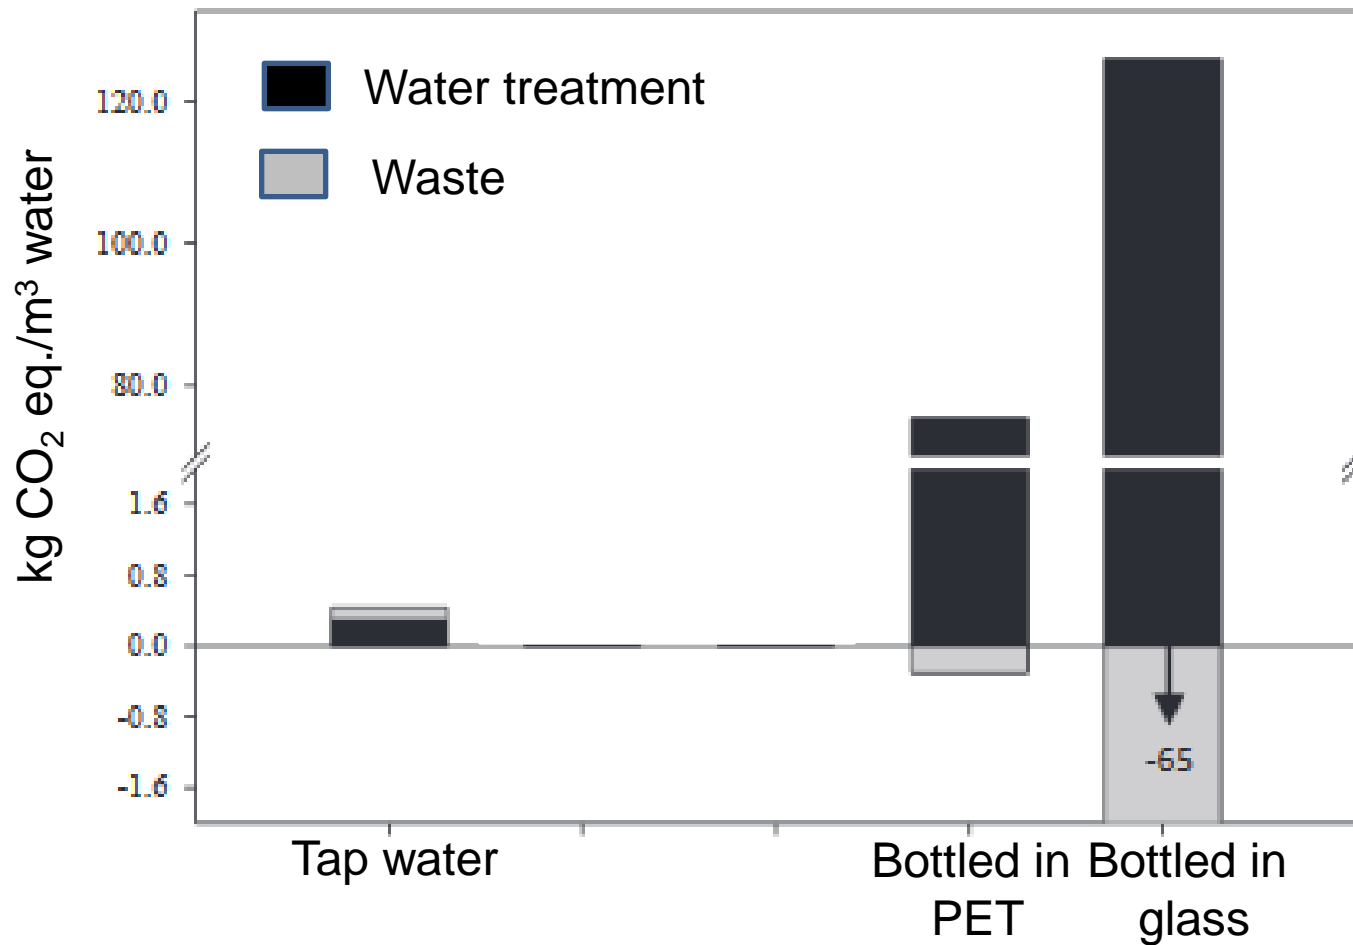 kg CO₂ eq./m³ water
Water treatment
Waste
120.0
100.0
80.0
1.6
0.8
0.0
-0.8
-1.6
-65
Tap water
Bottled in
PET
Bottled in
glass